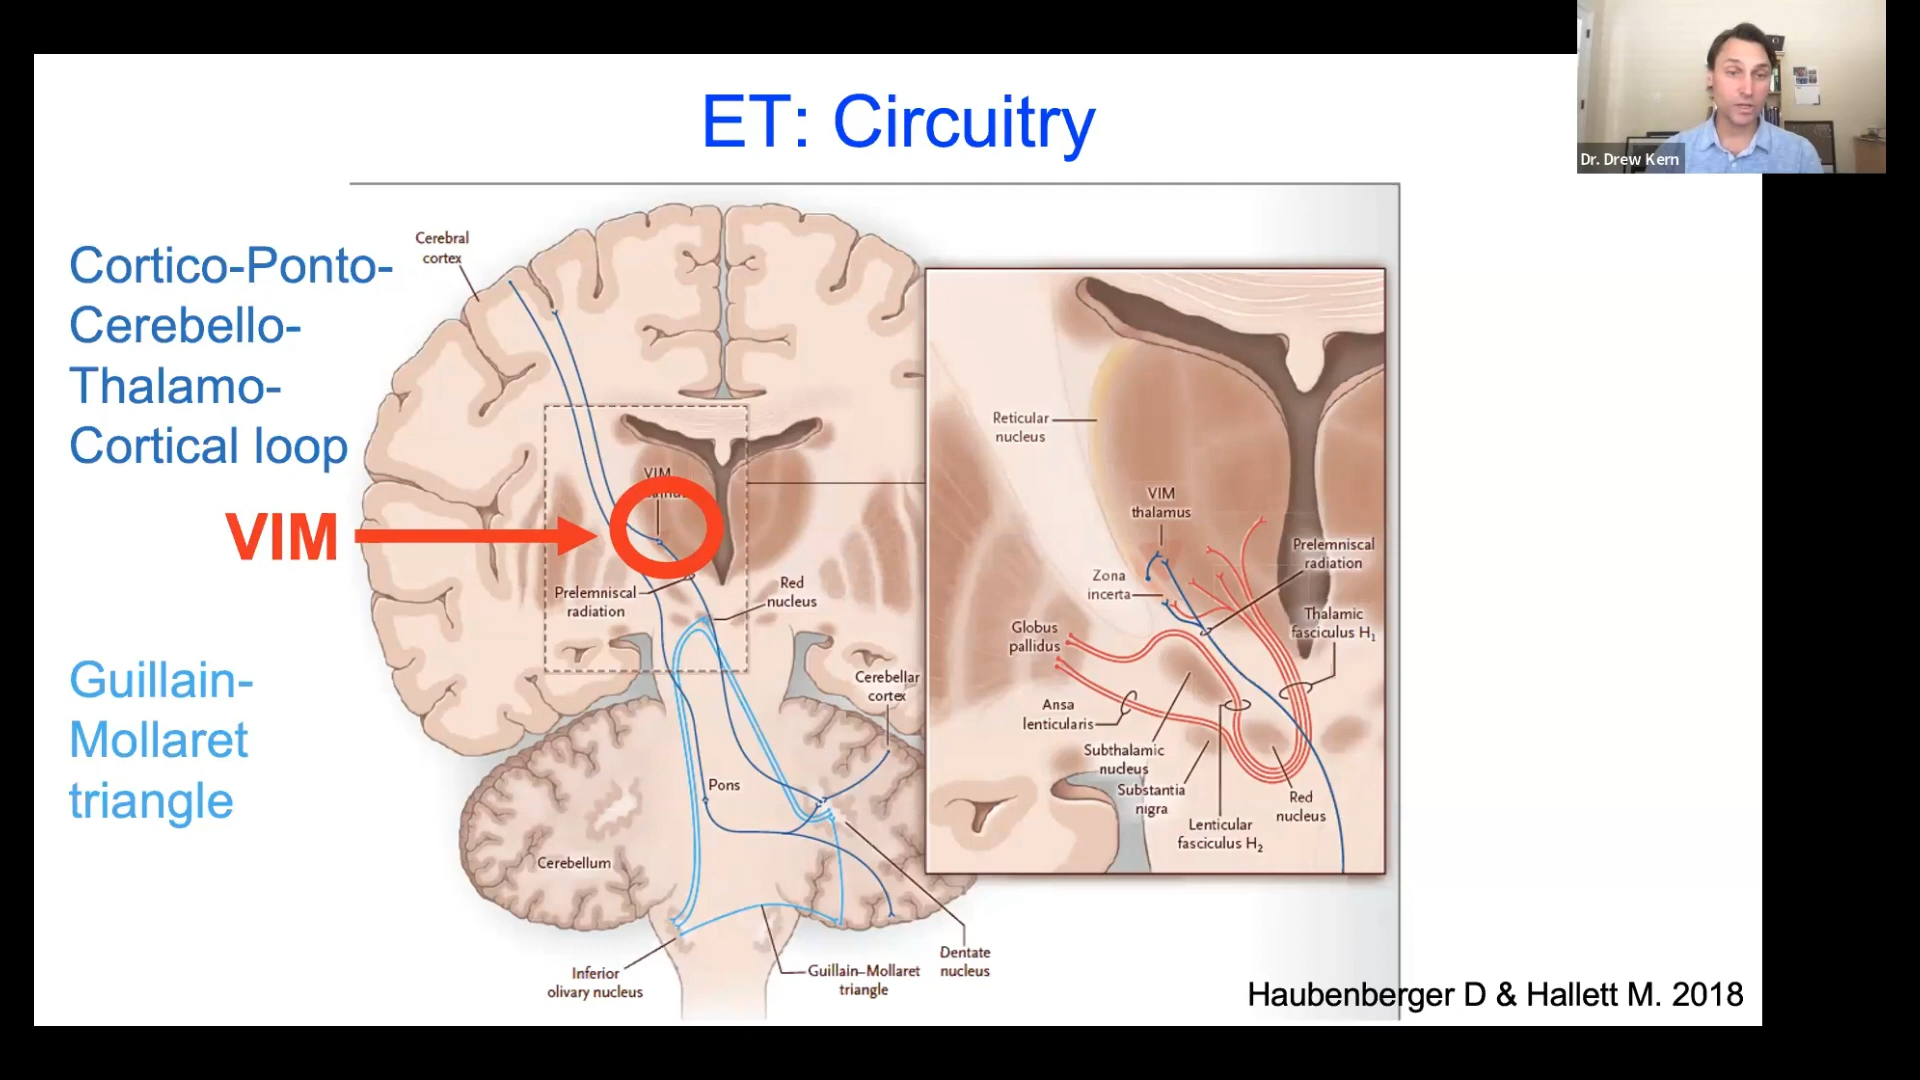 ET: Circuitry
Dr. Drew Kern
Cortico-Ponto-
Cerebello-
Thalamo-
Cortical loop
VIM
Guillain-
Mollaret
triangle
Cerebral
cortex
VIM
Prelemniscal
radiation
Red
nucleus
Cerebellar
cortex
Pons
Cerebellum
Inferior
olivary nucleus
Guillain–Mollaret
triangle
Dentate
nucleus
Reticular
nucleus
VIM
thalamus
Prelemniscal
radiation
Zona
incerta
Thalamic
fasciculus H1
Globus
pallidus
Ansa
lenticularis
Subthalamic
nucleus
Substantia
nigra
Lenticular
fasciculus H2
Red
nucleus
Haubenberger D & Hallett M. 2018